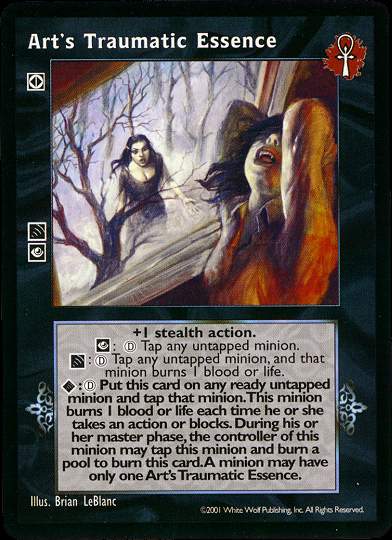 Art's Traumatic Essence
+1 stealth action.
: D Tap any untapped minion.
: D Tap any untapped minion, and that
minion burns 1 blood or life.
: D Put this card on any ready untapped
minion and tap that minion. This minion
burns 1 blood or life each time he or she
takes an action or blocks. During his or
her master phase, the controller of this
minion may tap this minion and burn a
pool to burn this card. A minion may have
only one Art's Traumatic Essence.
Illus. Brian LeBlanc
©2001 White Wolf Publishing, Inc. All Rights Reserved.